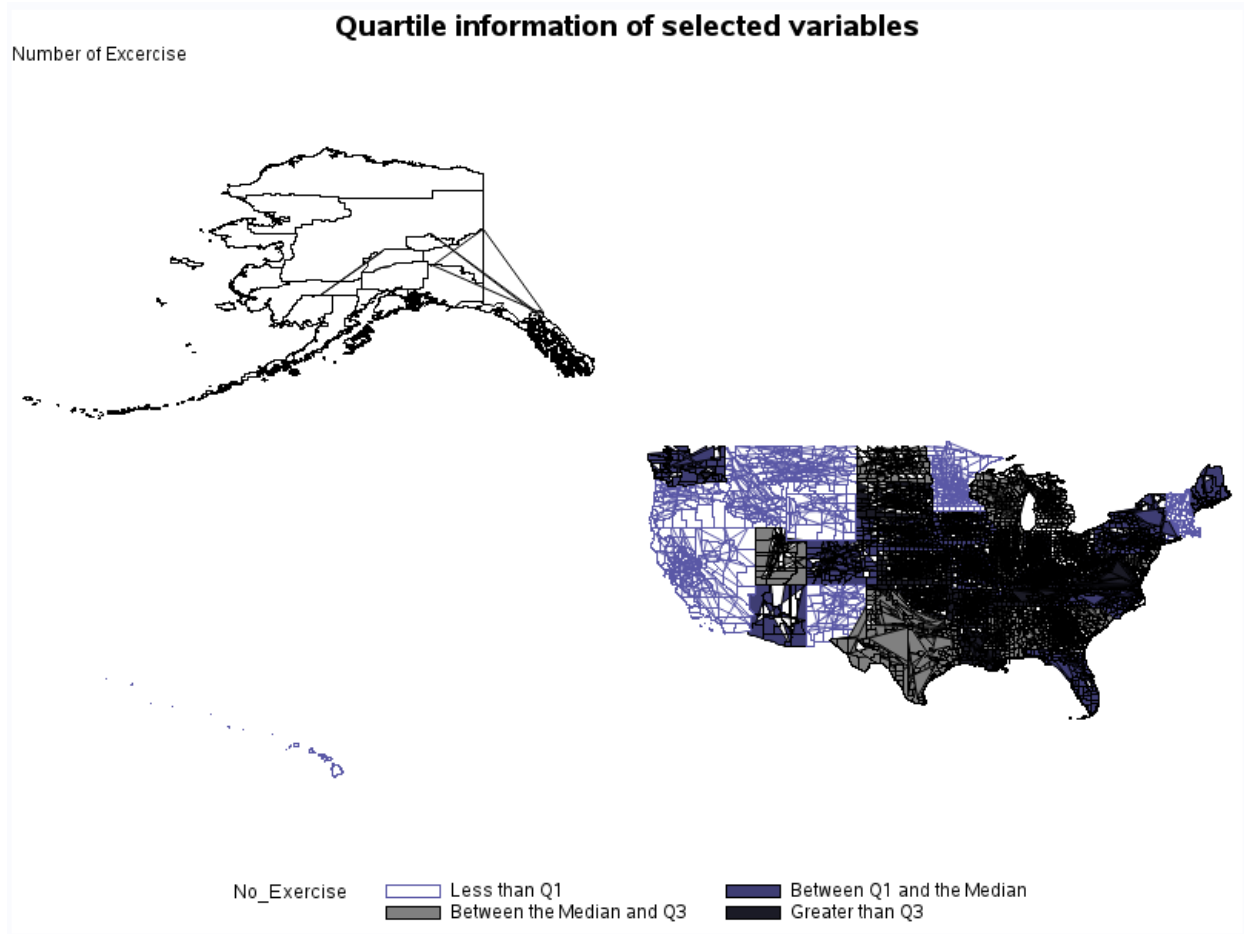 Quartile information of selected variables
Number of Excercise
No_Exercise
Less than Q1
Between Q1 and the Median
Between the Median and Q3
Greater than Q3